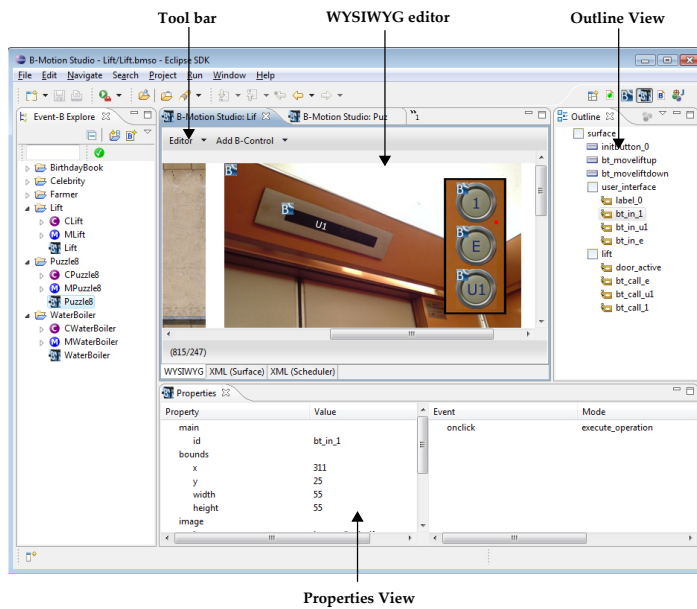 Tool bar
WYSIWYG editor
Outline View
B-Motion Studio - Lift/Lift.bmso - Eclipse SDK
File Edit Navigate Search Project Run Window Help
Event-B Explore
B-Motion Studio: Lif
B-Motion Studio: Puz
1
Outline
Editor
Add B-Control
BirthdayBook
Celebrity
Farmer
Lift
CLift
MLift
Lift
Puzzle8
CPuzzle8
MPuzzle8
Puzzle8
WaterBoiler
CWaterBoiler
MWaterBoiler
WaterBoiler
U1
1
E
U1
(815/247)
WYSIWYG XML (Surface) XML (Scheduler)
surface
initbutton_0
bt_moveliftup
bt_moveliftdown
user_interface
label_0
bt_in_1
bt_in_u1
bt_in_e
lift
door_active
bt_call_e
bt_call_u1
bt_call_1
Properties
Property Value Event Mode
main onclick execute_operation
id bt_in_1
bounds
x 311
y 25
width 55
height 55
image
Properties View